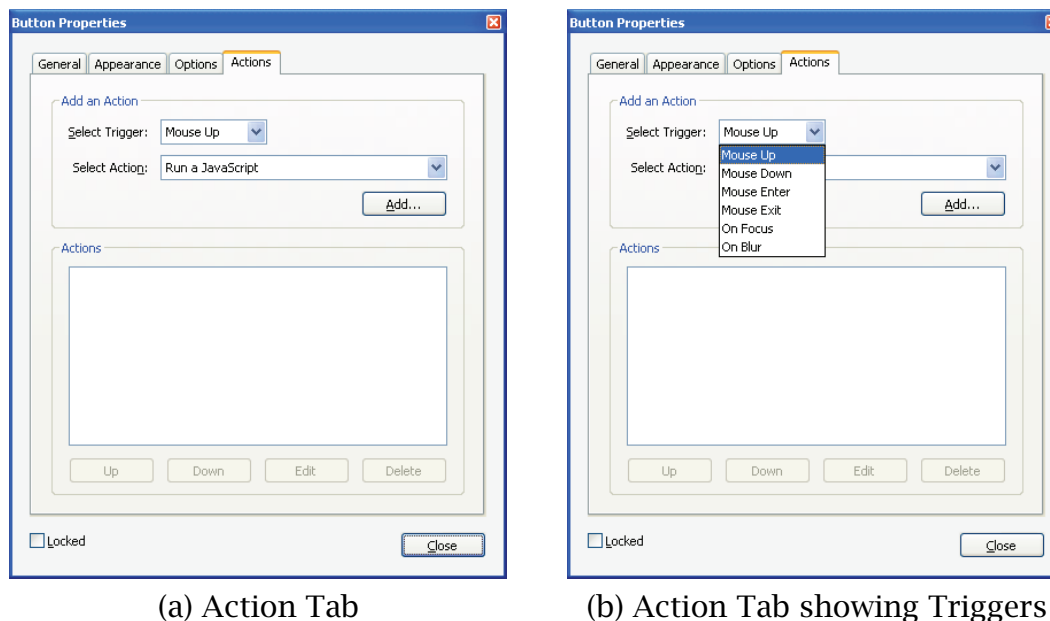 Button Properties
General Appearance Options Actions
Add an Action
Select Trigger: Mouse Up
Select Action: Run a JavaScript
Add...
Actions
Up Down Edit Delete
Locked
Close
(a) Action Tab
Button Properties
General Appearance Options Actions
Add an Action
Select Trigger: Mouse Up
Mouse Up
Mouse Down
Mouse Enter
Mouse Exit
On Focus
On Blur
Select Action:
Add...
Actions
Up Down Edit Delete
Locked
Close
(b) Action Tab showing Triggers